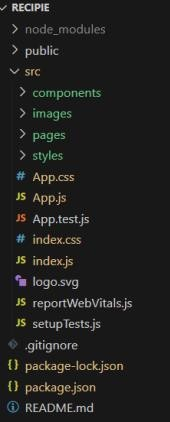 RECIPIE
node_modules
public
src
components
images
pages
styles
# App.css
JS App.js
JS App.test.js
# index.css
JS index.js
logo.svg
JS reportWebVitals.js
JS setupTests.js
.gitignore
{} package-lock.json
{} package.json
README.md